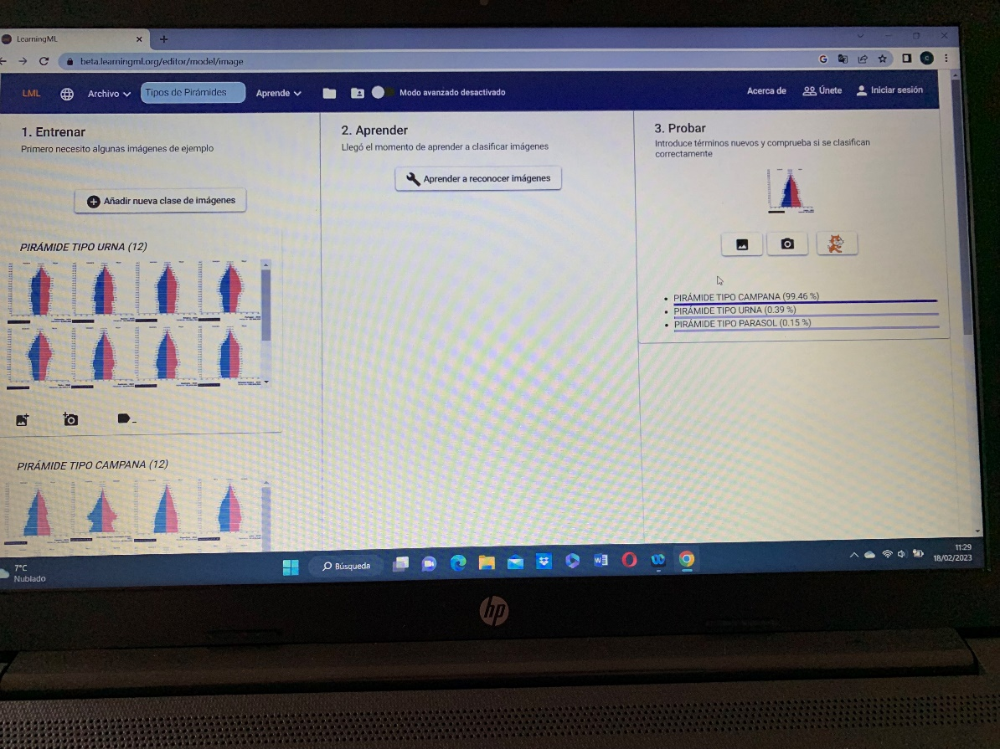 LearningML
beta.learningml.org/editor/model/image
LML
Archivo
Tipos de Pirámides
Aprende
Modo avanzado desactivado
Acerca de
Únete
Iniciar sesión
1. Entrenar
Primero necesito algunas imágenes de ejemplo
Añadir nueva clase de imágenes
PIRÁMIDE TIPO URNA (12)
PIRÁMIDE TIPO CAMPANA (12)
2. Aprender
Llegó el momento de aprender a clasificar imágenes
Aprender a reconocer imágenes
3. Probar
Introduce términos nuevos y comprueba si se clasifican
correctamente
PIRÁMIDE TIPO CAMPANA (99.46 %)
PIRÁMIDE TIPO URNA (0.39 %)
PIRÁMIDE TIPO PARASOL (0.15 %)
7°C
Nublado
Búsqueda
11:29
18/02/2023
hp